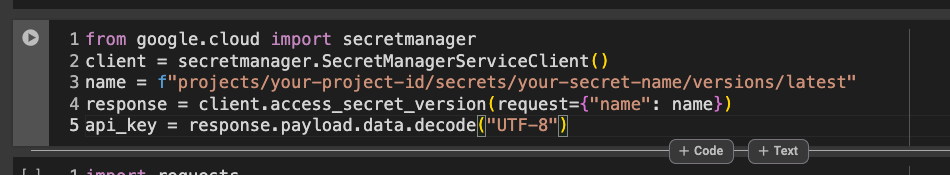 1 from google.cloud import secretmanager
2 client = secretmanager.SecretManagerServiceClient()
3 name = f"projects/your-project-id/secrets/your-secret-name/versions/latest"
4 response = client.access_secret_version(request={"name": name})
5 api_key = response.payload.data.decode("UTF-8")
+ Code + Text
[ ] 1 import requests